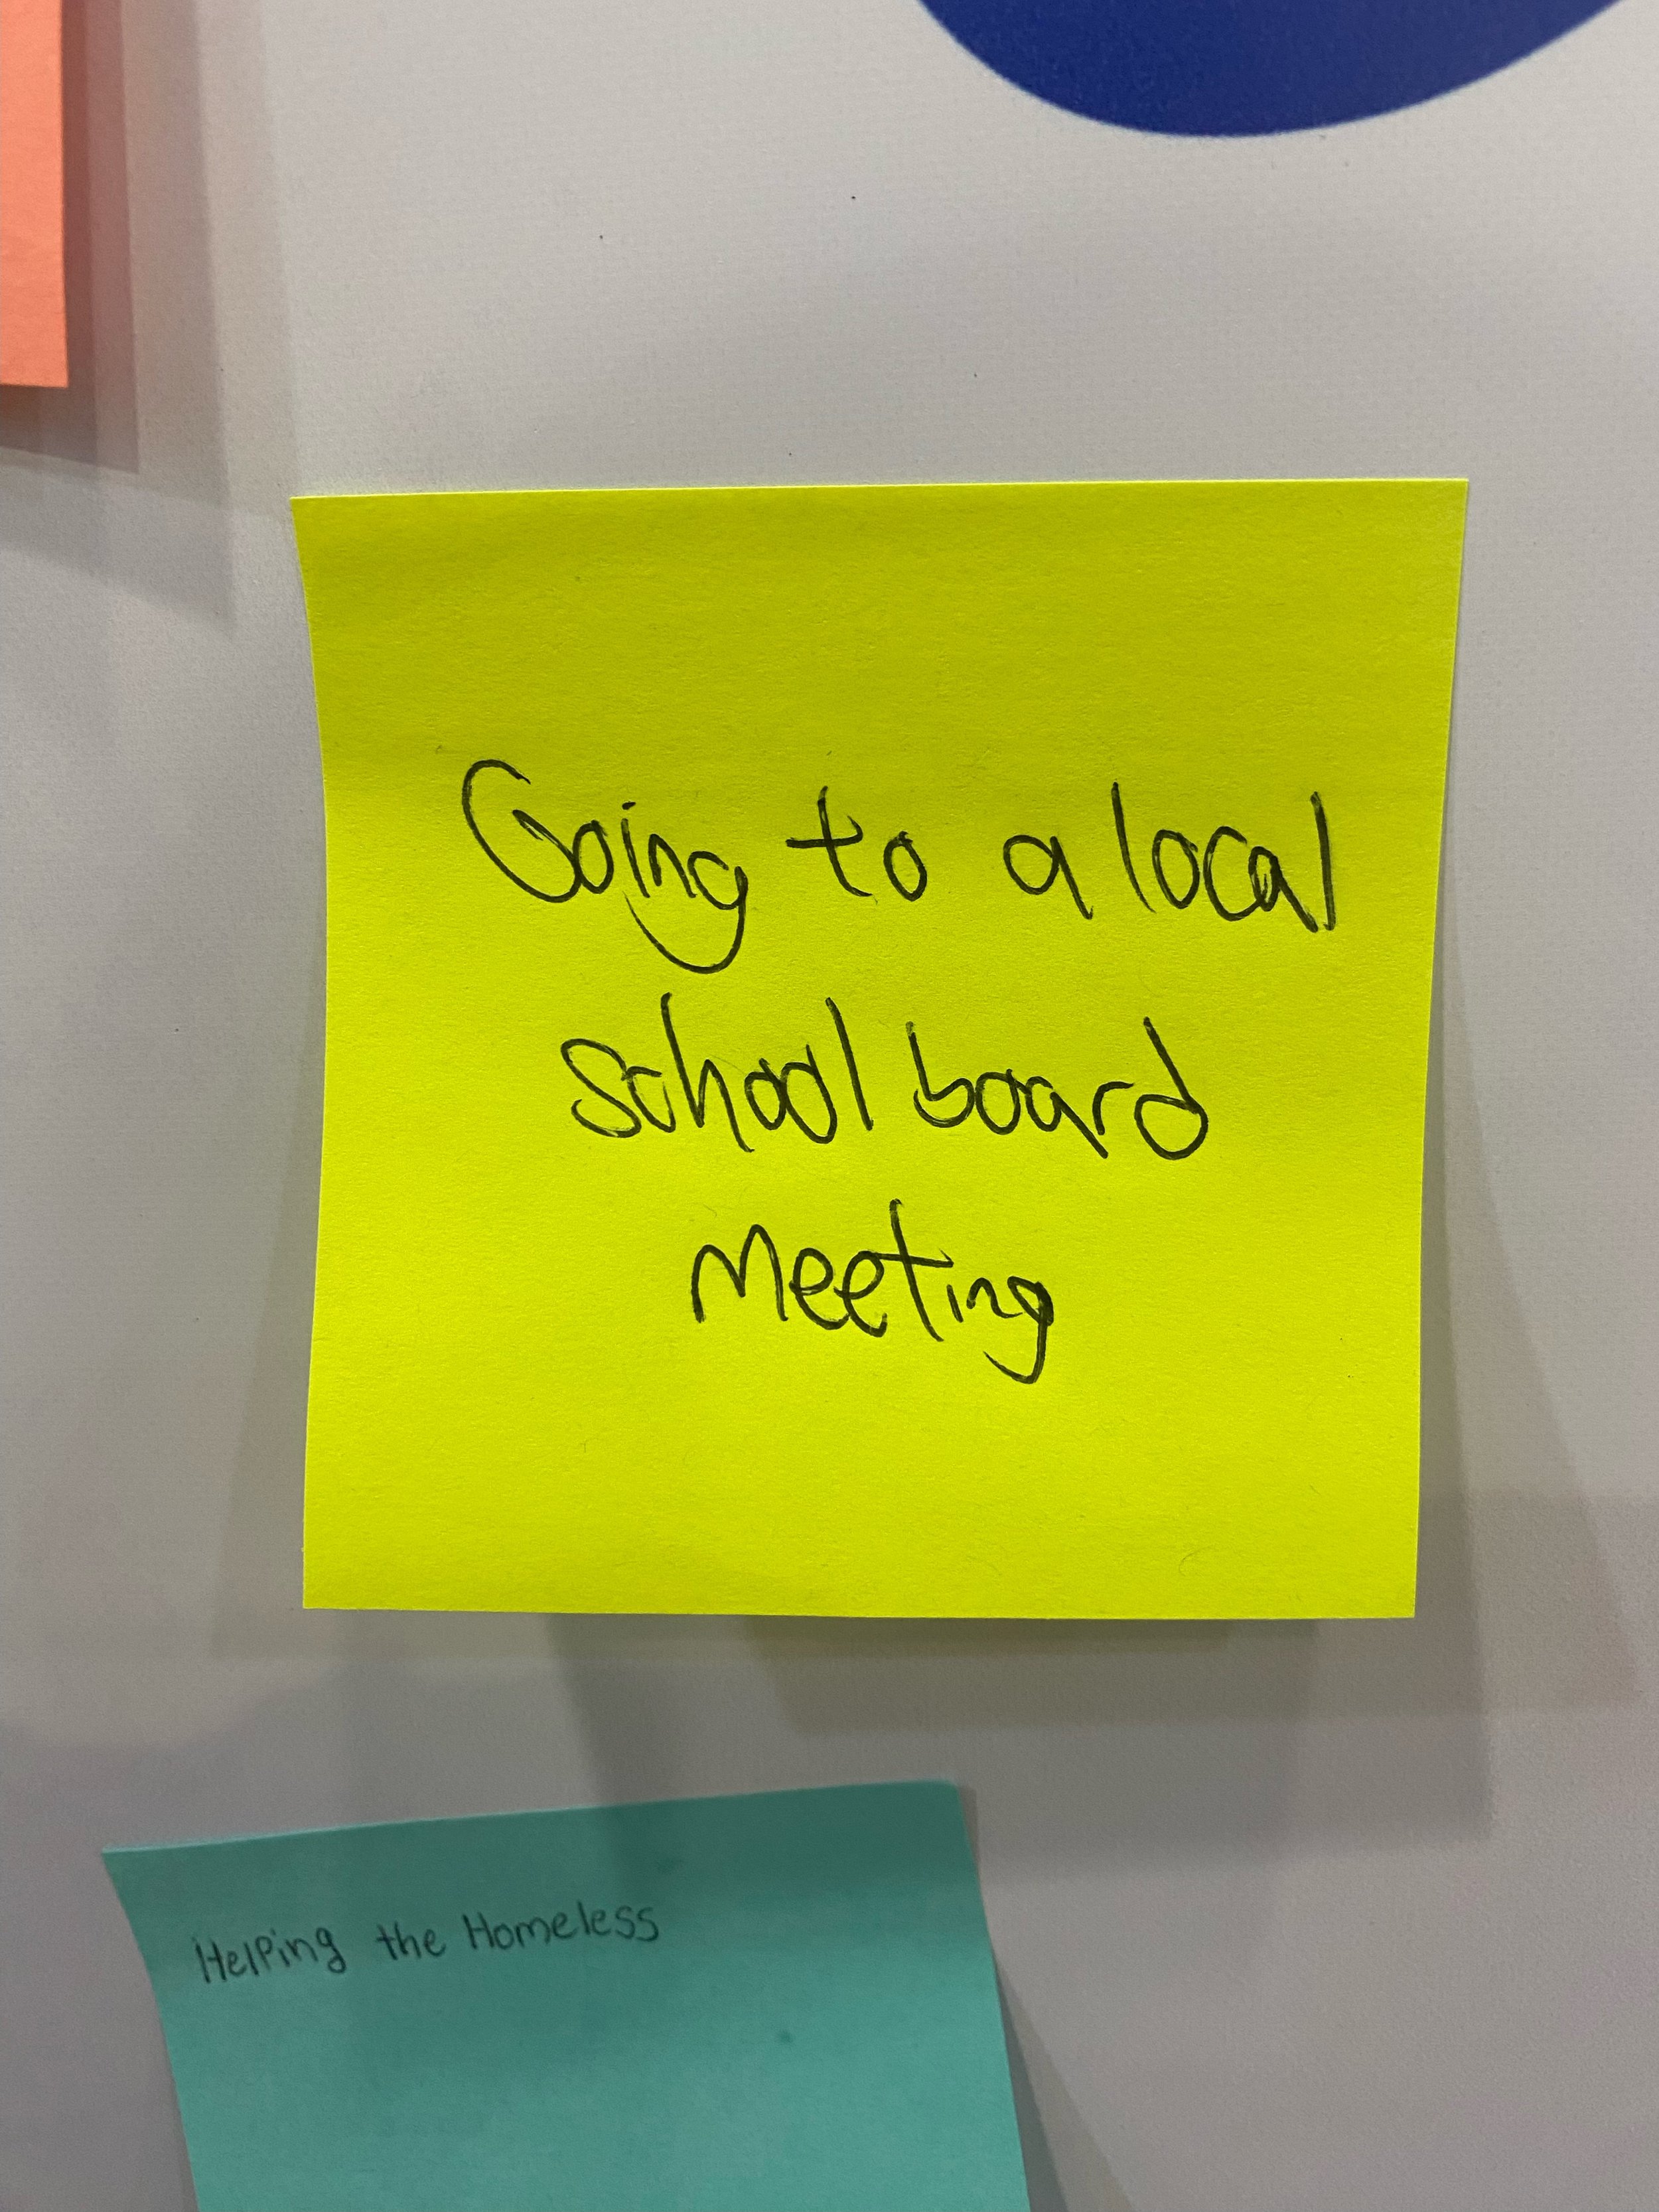 Going to a local
school board
meeting
Helping the Homeless